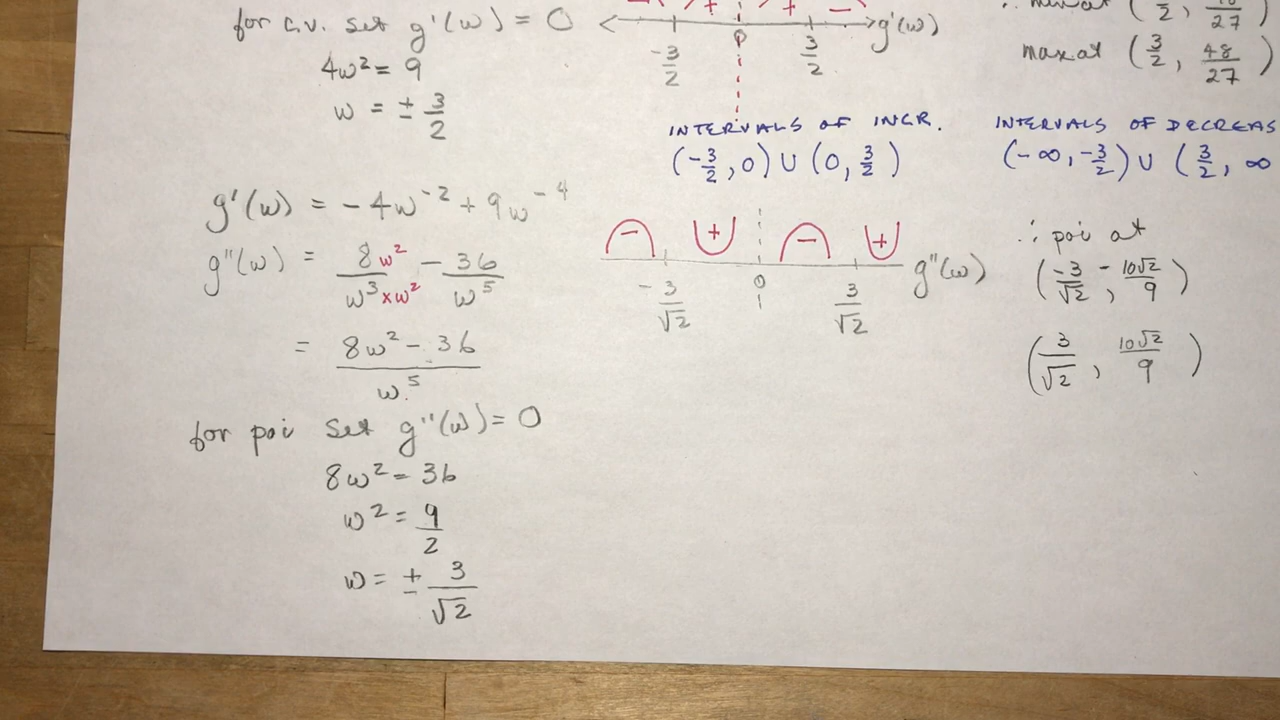 for c.v. set g'(w) = 0
4w² = 9
w = ± 3/2
+ + − g'(w)
-3/2 0 3/2
(3/2, /27)
max at (3/2, 48/27)
INTERVALS OF INCR.
(-3/2, 0) U (0, 3/2)
INTERVALS OF DECREAS
(-∞, -3/2) U (3/2, ∞
g'(w) = -4w⁻² + 9w⁻⁴
g''(w) = 8w²/w³×w² - 36/w⁵
= 8w² - 36/w⁵
for poi set g''(w) = 0
8w² = 36
w² = 9/2
w = ± 3/√2
− + − + g''(w)
-3/√2 0 3/√2
∴ poi at
(-3/√2, -10√2/9)
(3/√2, 10√2/9)